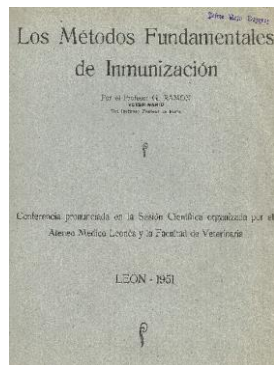 Los Métodos Fundamentales
de Inmunización
Por el Profesor G. RAMON
VETERINARIO
Conferencia pronunciada en la Sesión Científica organizada por el
Ateneo Médico Leonés y la Facultad de Veterinaria
LEON - 1951